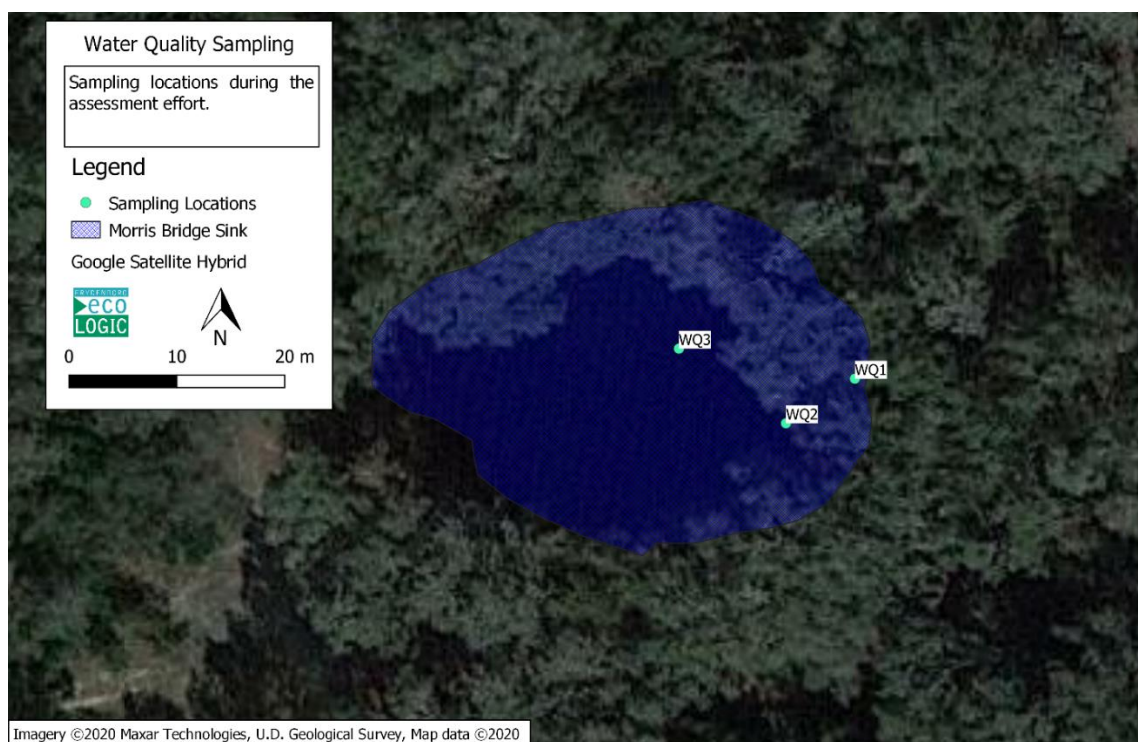 Water Quality Sampling
Sampling locations during the
assessment effort.
Legend
Sampling Locations
Morris Bridge Sink
Google Satellite Hybrid
FRYDENBORG
eco
LOGIC
N
0 10 20 m
WQ3
WQ1
WQ2
Imagery ©2020 Maxar Technologies, U.D. Geological Survey, Map data ©2020